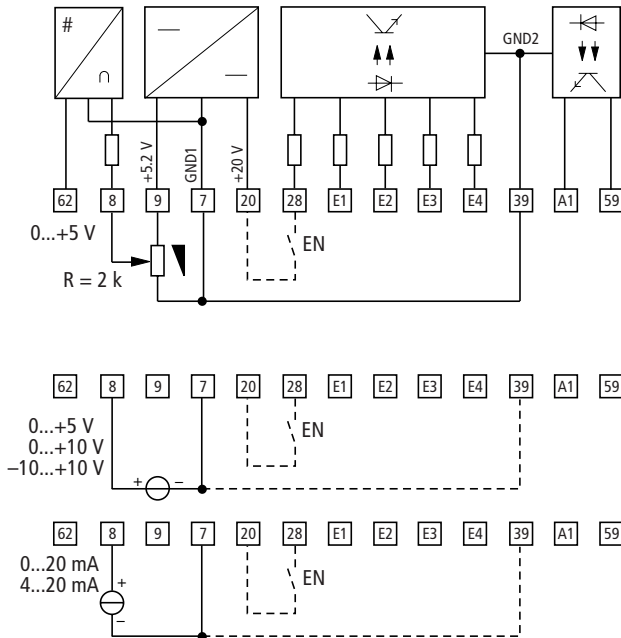 #
∩
GND2
+5.2 V
GND1
+20 V
62 8 9 7 20 28 E1 E2 E3 E4 39 A1 59
0...+5 V
EN
R = 2 k
62 8 9 7 20 28 E1 E2 E3 E4 39 A1 59
0...+5 V
0...+10 V
–10...+10 V
EN
+ –
62 8 9 7 20 28 E1 E2 E3 E4 39 A1 59
0...20 mA
4...20 mA
+
–
EN